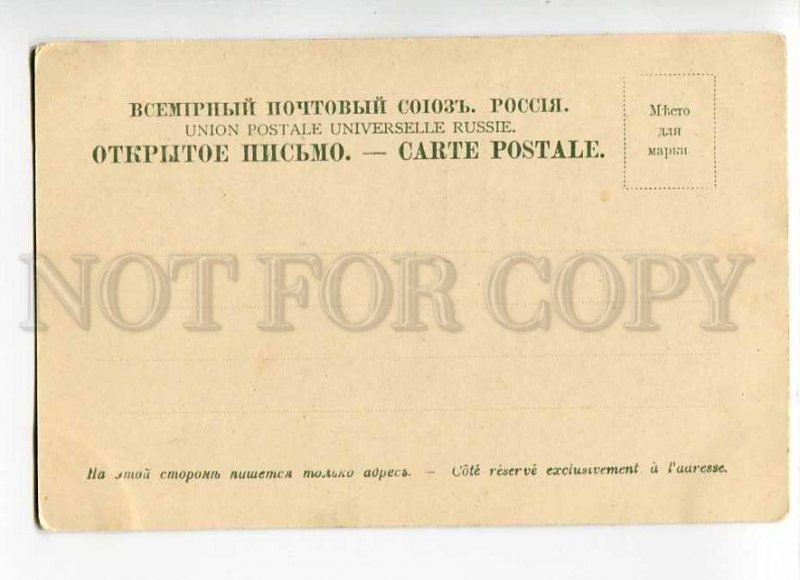 ВСЕМІРНЫЙ ПОЧТОВЫЙ СОЮЗЪ. РОССІЯ.
UNION POSTALE UNIVERSELLE RUSSIE.
ОТКРЫТОЕ ПИСЬМО. — CARTE POSTALE.
Мѣсто
для
марки
NOT FOR COPY
На этой сторонѣ пишется только адресъ. — Côté réservé exclusivement à l'adresse.